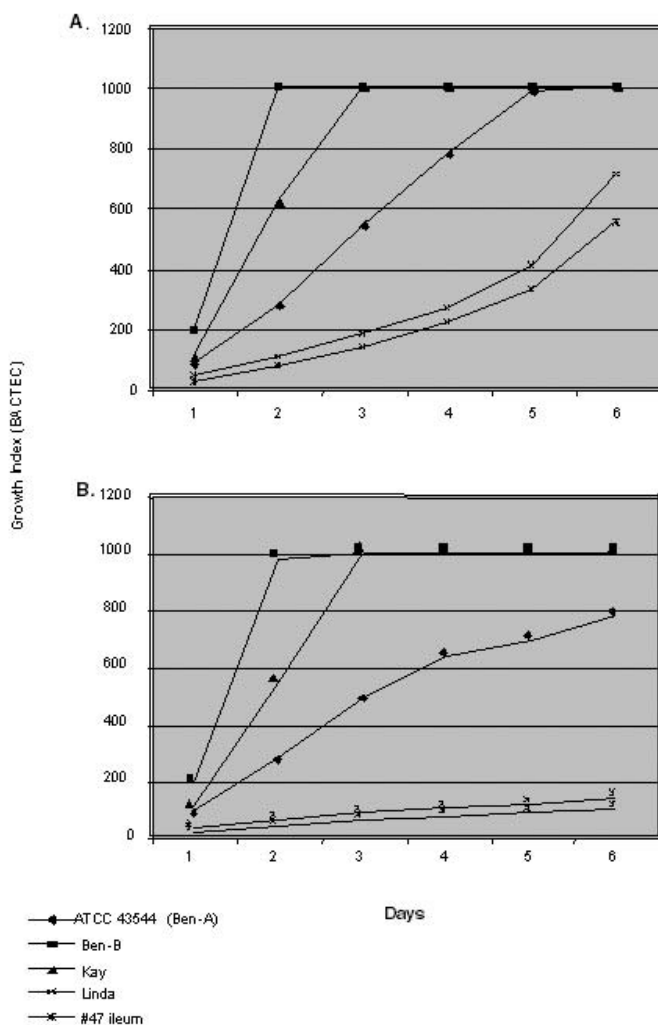 A.
1200
1000
800
600
400
200
0
1 2 3 4 5 6
Growth Index (BACTEC)
B.
1200
1000
800
600
400
200
0
1 2 3 4 5 6
Days
ATCC 43544 (Ben-A)
Ben-B
Kay
Linda
#47 ileum